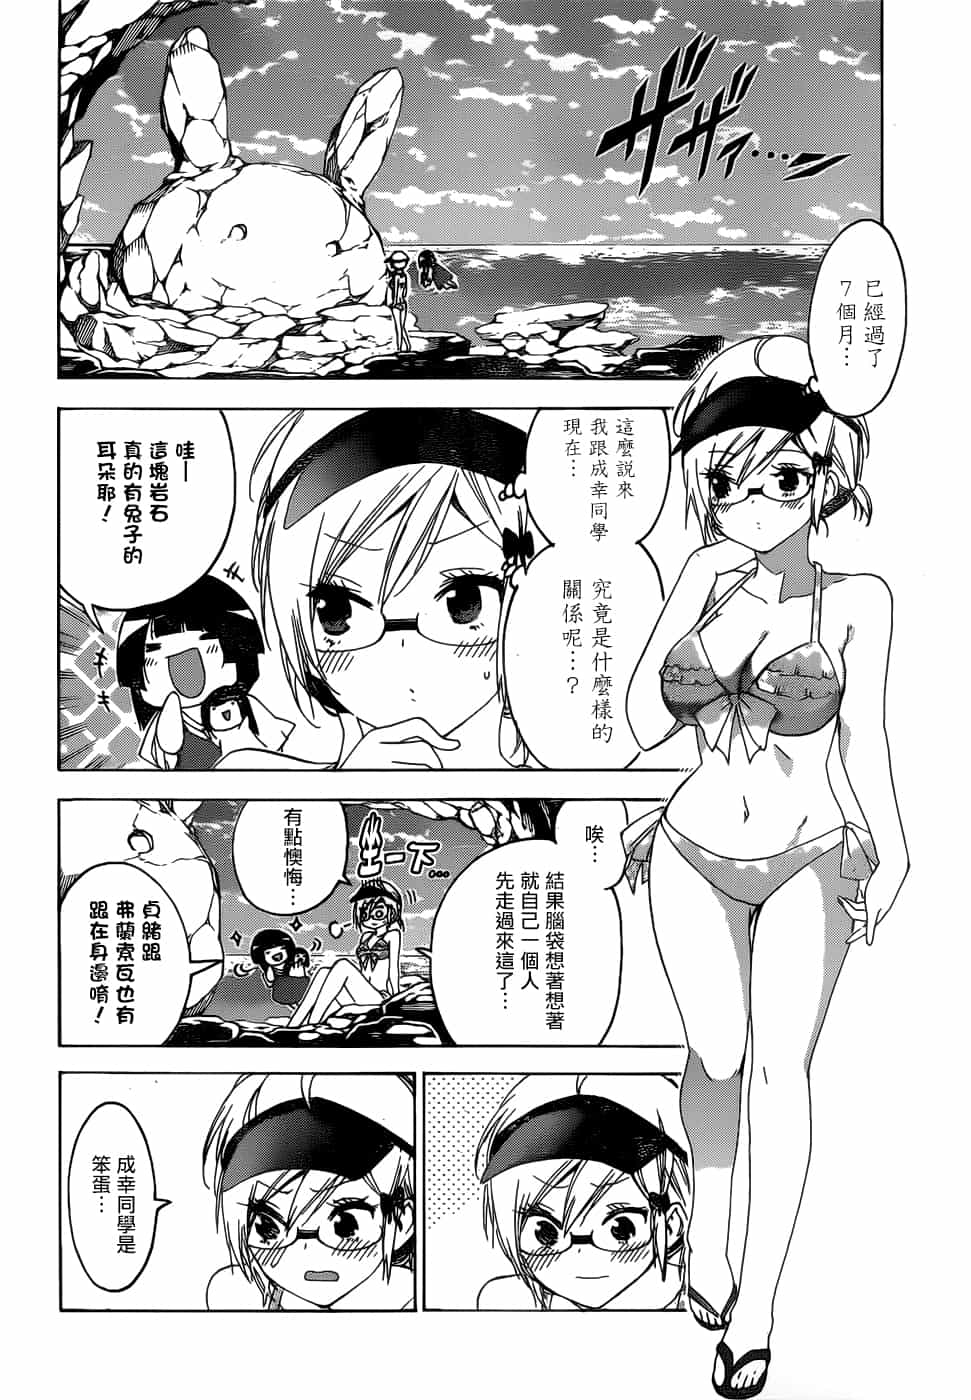 ザザァ…ン
已經過了
7個月…
這麼說來
我跟成幸同學
現在…
究竟是什麼樣的
關係呢…？
哇—
這塊岩石
真的有兔子的
耳朵耶！
唉…
結果腦袋想著想著
就自己一個人
先走過來這了…
有點懊悔…
貞緒跟
弗蘭索瓦也有
跟在身邊唷！
成幸同學是
笨蛋…